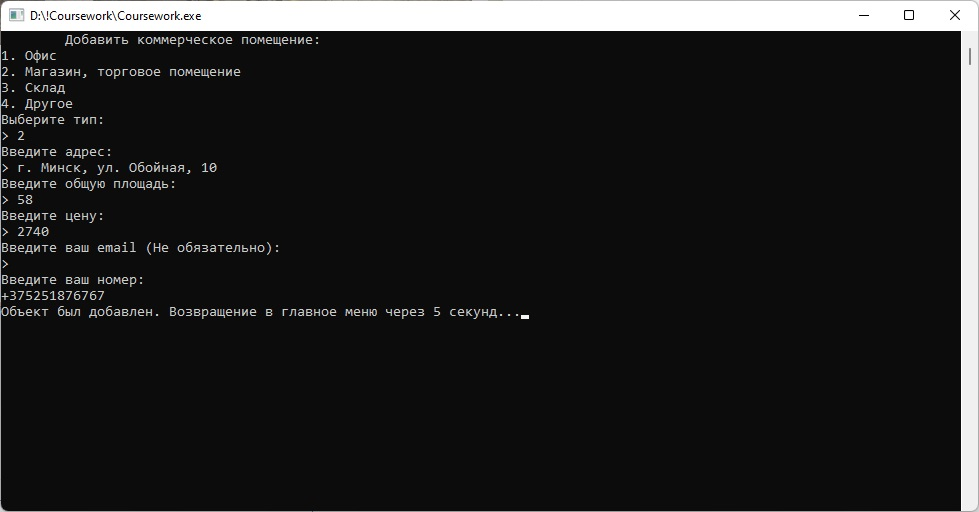 D:\!Coursework\Coursework.exe
Добавить коммерческое помещение:
1. Офис
2. Магазин, торговое помещение
3. Склад
4. Другое
Выберите тип:
> 2
Введите адрес:
> г. Минск, ул. Обойная, 10
Введите общую площадь:
> 58
Введите цену:
> 2740
Введите ваш email (Не обязательно):
>
Введите ваш номер:
+375251876767
Объект был добавлен. Возвращение в главное меню через 5 секунд...